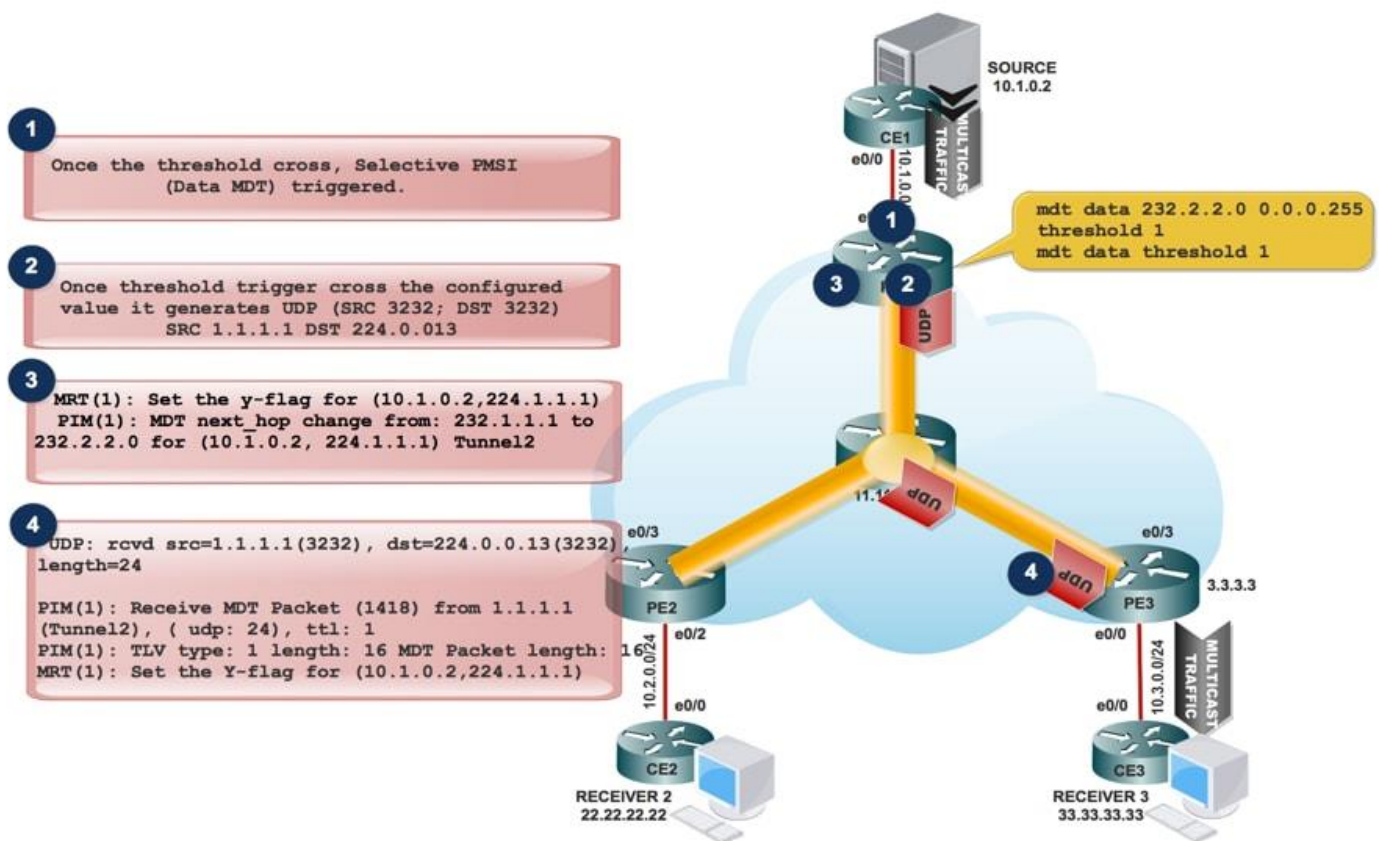 1
Once the threshold cross, Selective PMSI
(Data MDT) triggered.
2
Once threshold trigger cross the configured
value it generates UDP (SRC 3232; DST 3232)
SRC 1.1.1.1 DST 224.0.013
3
MRT(1): Set the y-flag for (10.1.0.2,224.1.1.1)
PIM(1): MDT next_hop change from: 232.1.1.1 to
232.2.2.0 for (10.1.0.2, 224.1.1.1) Tunnel2
4
UDP: rcvd src=1.1.1.1(3232), dst=224.0.0.13(3232),
length=24
PIM(1): Receive MDT Packet (1418) from 1.1.1.1
(Tunnel2), ( udp: 24), ttl: 1
PIM(1): TLV type: 1 length: 16 MDT Packet length: 16
MRT(1): Set the Y-flag for (10.1.0.2,224.1.1.1)
SOURCE
10.1.0.2
CE1
MULTICAST
TRAFFIC
e0/0
1
mdt data 232.2.2.0 0.0.0.255
threshold 1
mdt data threshold 1
3
2
UDP
UDP
e0/3
PE2
e0/2
10.2.0.0/24
e0/0
CE2
RECEIVER 2
22.22.22.22
4
UDP
e0/3
PE3
3.3.3.3
e0/0
10.3.0.0/24
MULTICAST
TRAFFIC
e0/0
CE3
RECEIVER 3
33.33.33.33